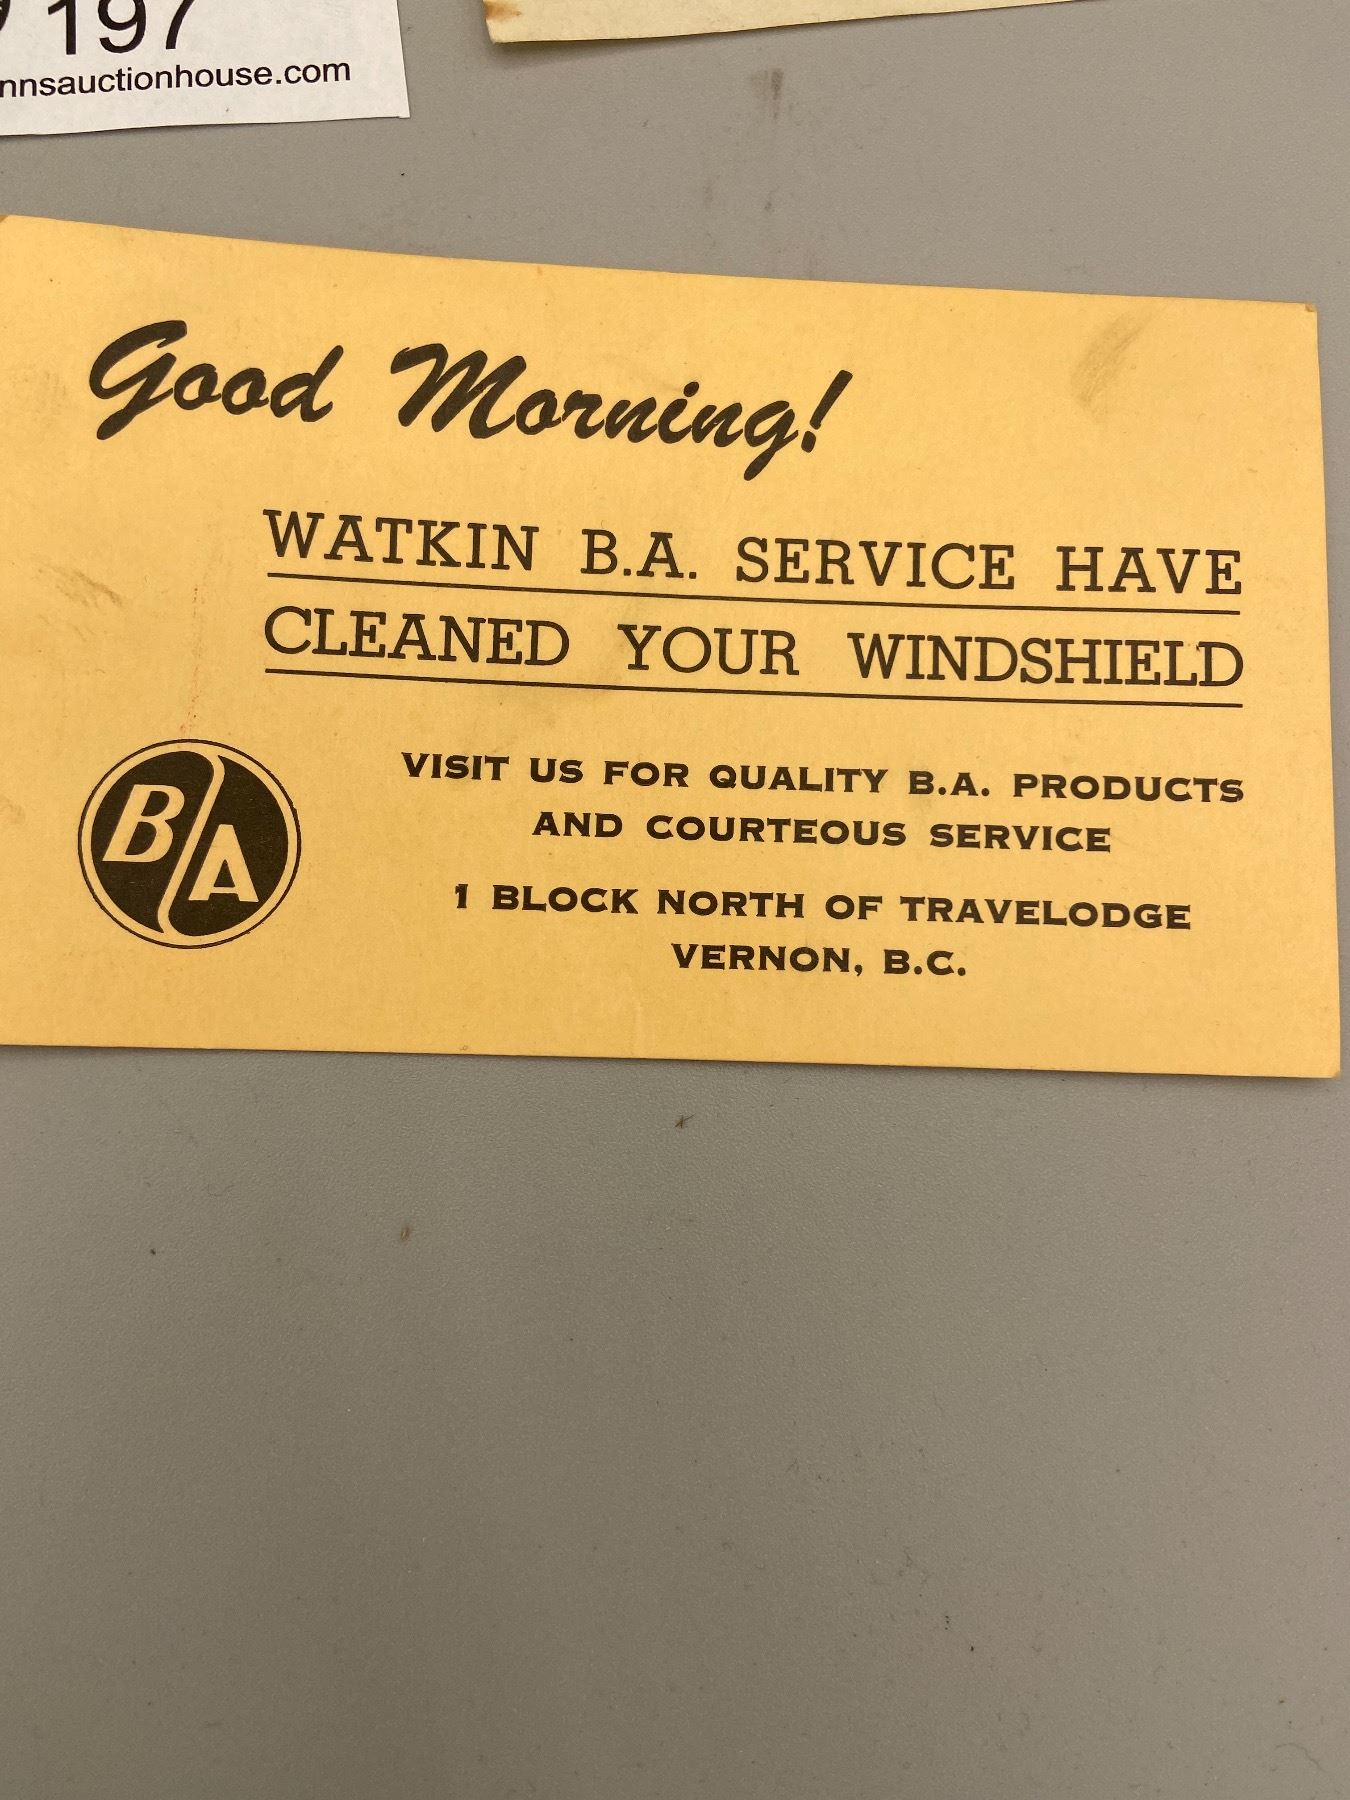 197
nnsauctionhouse.com
Good Morning!
WATKIN B.A. SERVICE HAVE
CLEANED YOUR WINDSHIELD
B/A
VISIT US FOR QUALITY B.A. PRODUCTS
AND COURTEOUS SERVICE
1 BLOCK NORTH OF TRAVELODGE
VERNON, B.C.